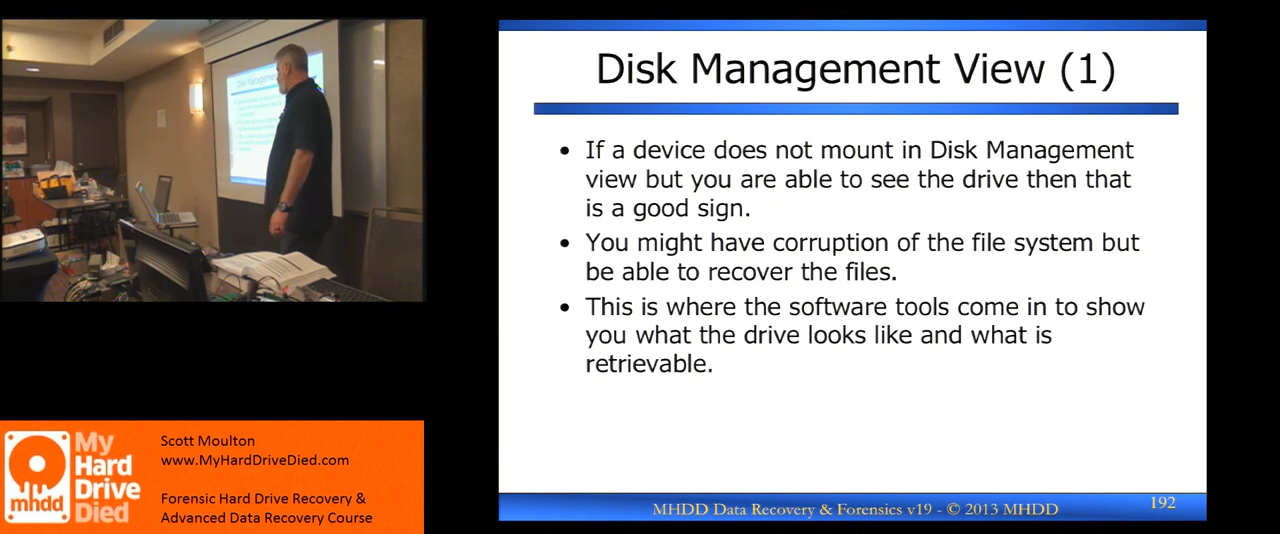 Disk Management View (1)
• If a device does not mount in Disk Management
view but you are able to see the drive then that
is a good sign.
• You might have corruption of the file system but
be able to recover the files.
• This is where the software tools come in to show
you what the drive looks like and what is
retrievable.
MHDD Data Recovery & Forensics v19 - © 2013 MHDD
192
My
Hard
Drive
Died
mhdd
Scott Moulton
www.MyHardDriveDied.com
Forensic Hard Drive Recovery &
Advanced Data Recovery Course